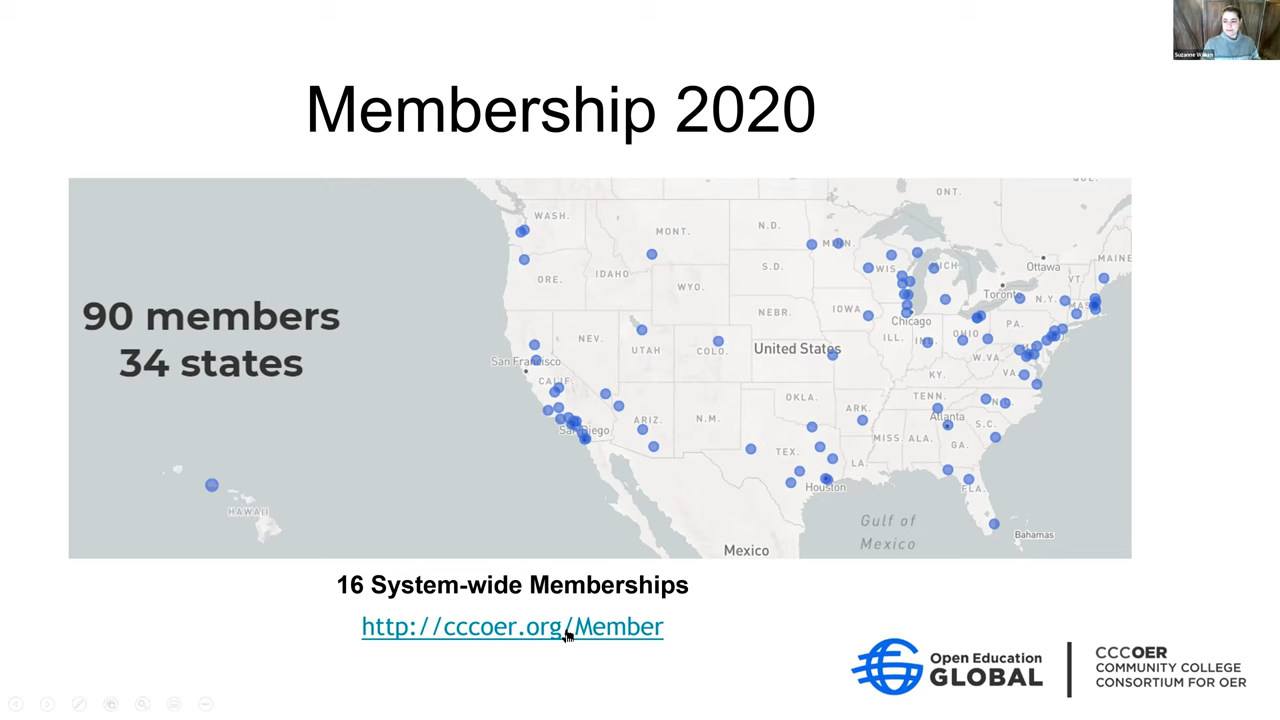 Suzanne Wakim
Membership 2020
90 members
34 states
WASH.
MONT.
N.D.
MINN.
ONT.
Ottawa
MAINE
ORE.
IDAHO
S.D.
WIS.
MICH.
Toronto
N.Y.
VT.
MASS.
WYO.
IOWA
Chicago
NEBR.
NEV.
UTAH
COLO.
United States
ILL.
IND.
OHIO
PA.
W.VA.
VA.
San Francisco
CALIF.
KY.
San Diego
ARIZ.
N.M.
OKLA.
ARK.
TENN.
N.C.
Atlanta
S.C.
MISS.
ALA.
GA.
TEX.
LA.
Houston
FLA.
HAWAII
Gulf of
Mexico
Mexico
Bahamas
16 System-wide Memberships
http://cccoer.org/Member
Open Education
GLOBAL
CCCOER
COMMUNITY COLLEGE
CONSORTIUM FOR OER